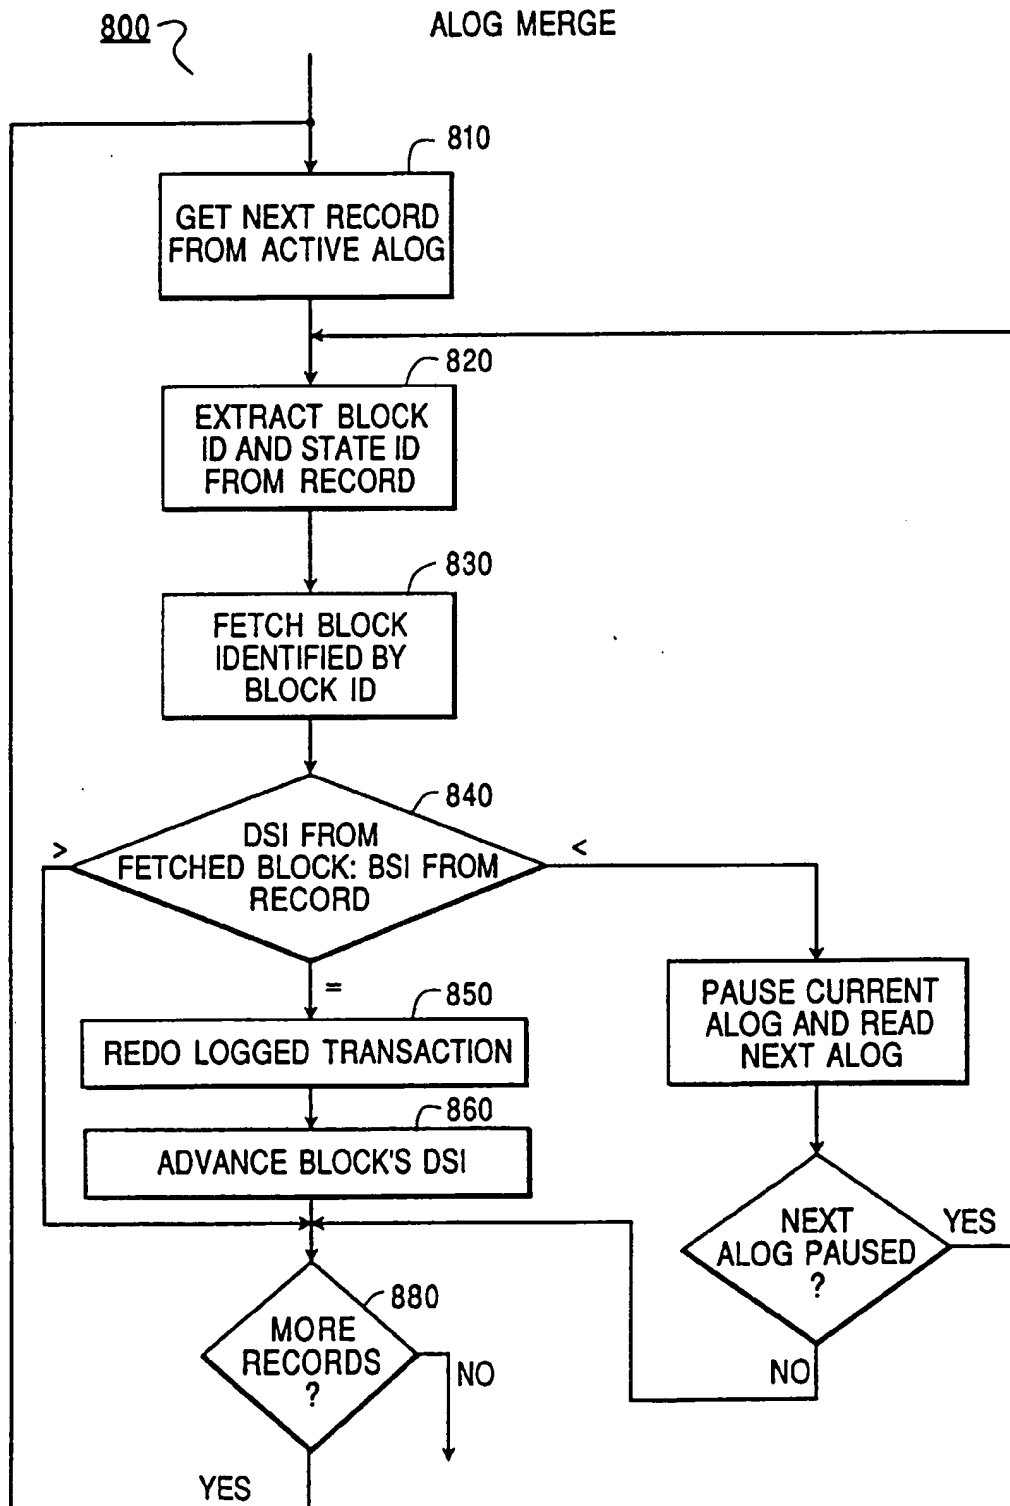 800
ALOG MERGE
810
GET NEXT RECORD
FROM ACTIVE ALOG
820
EXTRACT BLOCK
ID AND STATE ID
FROM RECORD
830
FETCH BLOCK
IDENTIFIED BY
BLOCK ID
840
DSI FROM
FETCHED BLOCK: BSI FROM
RECORD
>
<
=
850
REDO LOGGED TRANSACTION
PAUSE CURRENT
ALOG AND READ
NEXT ALOG
860
ADVANCE BLOCK'S DSI
NEXT
ALOG PAUSED
?
YES
NO
880
MORE
RECORDS
?
NO
YES